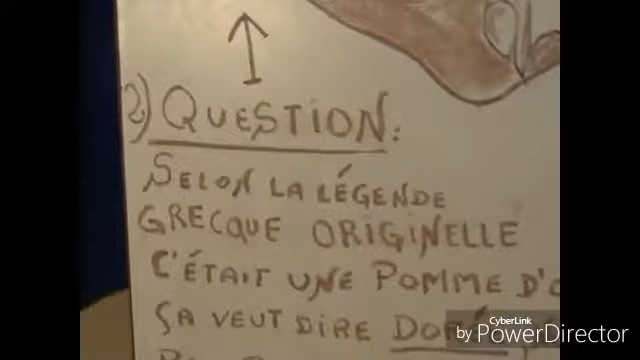 2) QUESTION:
SELON LA LÉGENDE
GRECQUE ORIGINELLE
C'ÉTAIT UNE POMME D'O
ÇA VEUT DIRE
CyberLink
by PowerDirector